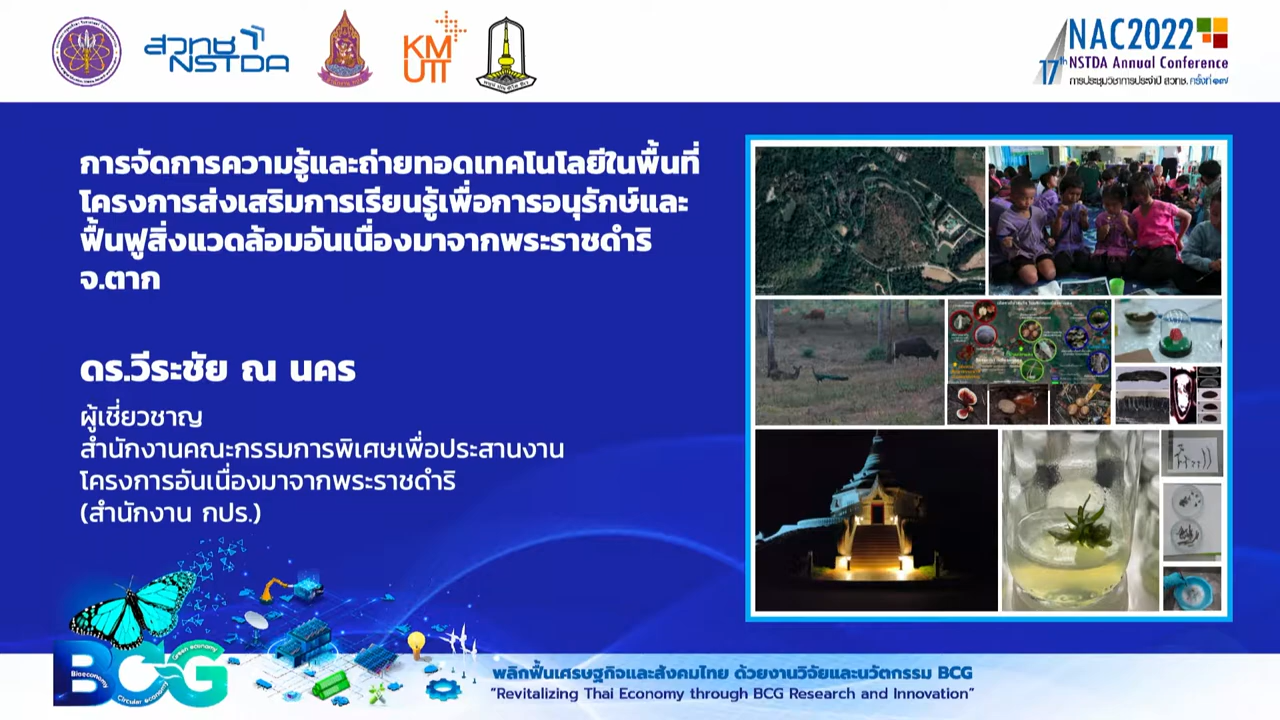 สวทช
NSTDA
KM
UTT
NAC2022
17th NSTDA Annual Conference
การประชุมวิชาการประจำปี สวทช. ครั้งที่ ๑๗
การจัดการความรู้และถ่ายทอดเทคโนโลยีในพื้นที่
โครงการส่งเสริมการเรียนรู้เพื่อการอนุรักษ์และ
ฟื้นฟูสิ่งแวดล้อมอันเนื่องมาจากพระราชดำริ
จ.ตาก
ดร.วีระชัย ณ นคร
ผู้เชี่ยวชาญ
สำนักงานคณะกรรมการพิเศษเพื่อประสานงาน
โครงการอันเนื่องมาจากพระราชดำริ
(สำนักงาน กปร.)
BCG
Bioeconomy
Circular economy
Green economy
พลิกฟื้นเศรษฐกิจและสังคมไทย ด้วยงานวิจัยและนวัตกรรม BCG
“Revitalizing Thai Economy through BCG Research and Innovation”